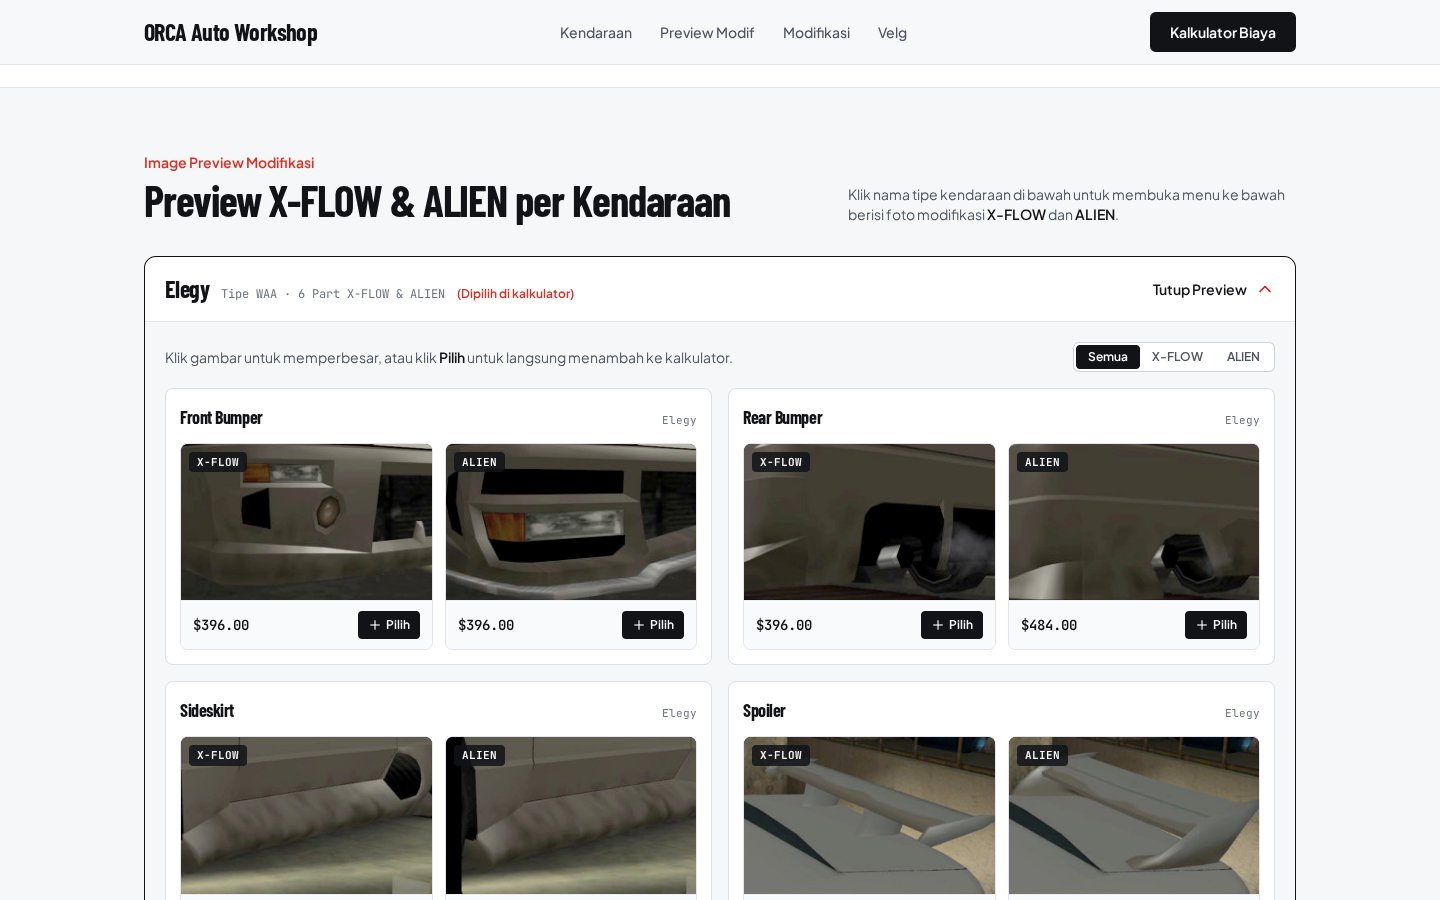 ORCA Auto Workshop
Kendaraan
Preview Modif
Modifikasi
Velg
Kalkulator Biaya
Image Preview Modifikasi
Preview X-FLOW & ALIEN per Kendaraan
Klik nama tipe kendaraan di bawah untuk membuka menu ke bawah
berisi foto modifikasi X-FLOW dan ALIEN.
Elegy Tipe WAA · 6 Part X-FLOW & ALIEN (Dipilih di kalkulator)
Tutup Preview
Klik gambar untuk memperbesar, atau klik Pilih untuk langsung menambah ke kalkulator.
Semua
X-FLOW
ALIEN
Front Bumper
Elegy
X-FLOW
ALIEN
$396.00
+ Pilih
$396.00
+ Pilih
Rear Bumper
Elegy
X-FLOW
ALIEN
$396.00
+ Pilih
$484.00
+ Pilih
Sideskirt
Elegy
X-FLOW
ALIEN
Spoiler
Elegy
X-FLOW
ALIEN